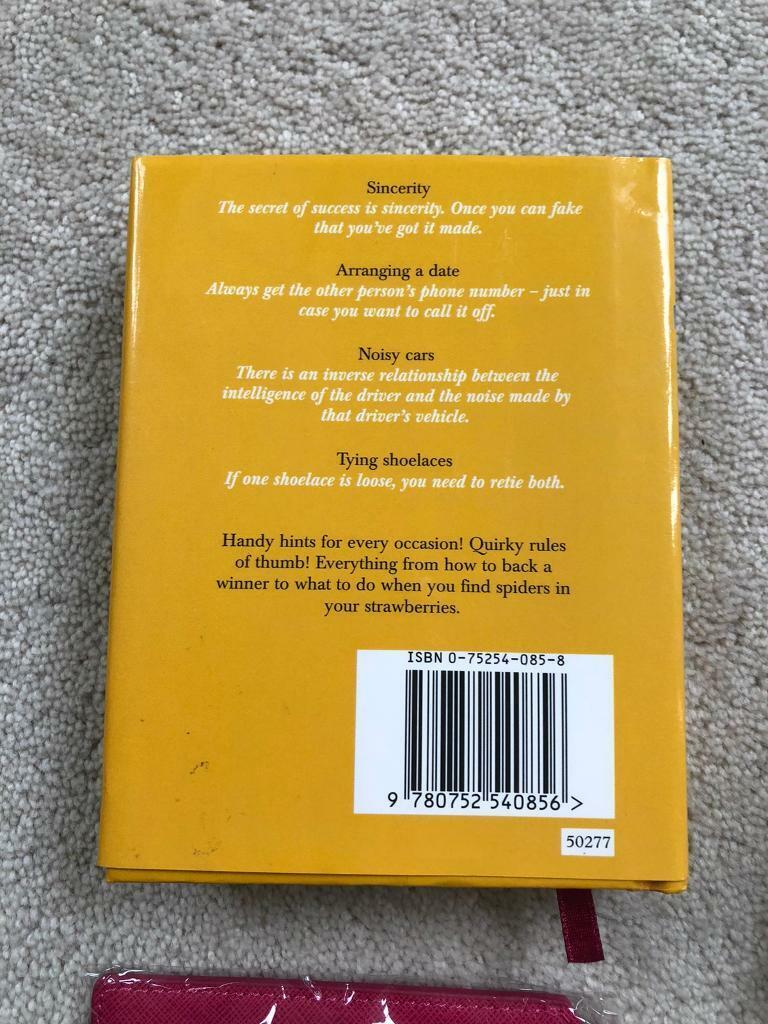 Sincerity
The secret of success is sincerity. Once you can fake
that you've got it made.
Arranging a date
Always get the other person's phone number – just in
case you want to call it off.
Noisy cars
There is an inverse relationship between the
intelligence of the driver and the noise made by
that driver's vehicle.
Tying shoelaces
If one shoelace is loose, you need to retie both.
Handy hints for every occasion! Quirky rules
of thumb! Everything from how to back a
winner to what to do when you find spiders in
your strawberries.
ISBN 0-75254-085-8
9 780752 540856 >
50277